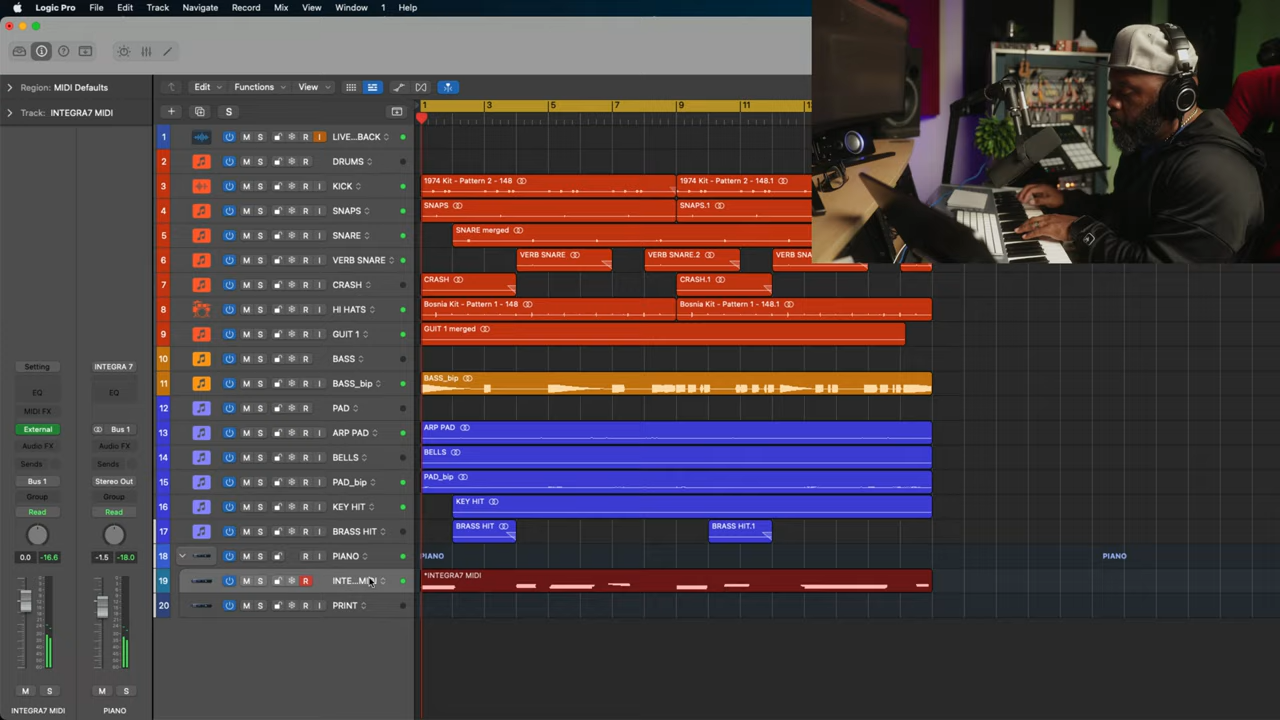 Logic Pro File Edit Track Navigate Record Mix View Window 1 Help
Region: MIDI Defaults
Edit Functions View
Track: INTEGRA7 MIDI
S
1 3 5 7 9 11
1 M S R I LIVE...BACK
2 M S R DRUMS
3 M S R I KICK
1974 Kit - Pattern 2 - 148
1974 Kit - Pattern 2 - 148.1
4 M S R I SNAPS
SNAPS
SNAPS.1
5 M S R I SNARE
SNARE merged
6 M S R I VERB SNARE
VERB SNARE
VERB SNARE.2
VERB SNA
7 M S R I CRASH
CRASH
CRASH.1
8 M S R I HI HATS
Bosnia Kit - Pattern 1 - 148
Bosnia Kit - Pattern 1 - 148.1
9 M S R I GUIT 1
GUIT 1 merged
10 M S R BASS
11 M S R I BASS_bip
BASS_bip
12 M S R PAD
13 M S R I ARP PAD
ARP PAD
14 M S R I BELLS
BELLS
15 M S R I PAD_bip
PAD_bip
16 M S R I KEY HIT
KEY HIT
17 M S R I BRASS HIT
BRASS HIT
BRASS HIT.1
18 M S PIANO
PIANO
PIANO
19 M S R INTE...MIDI
*INTEGRA7 MIDI
20 M S R I PRINT
Setting INTEGRA 7
EQ EQ
MIDI FX
External Bus 1
Audio FX Audio FX
Sends Sends
Bus 1 Stereo Out
Group Group
Read Read
0.0 -16.6 -1.5 -18.0
M S M S
INTEGRA7 MIDI PIANO